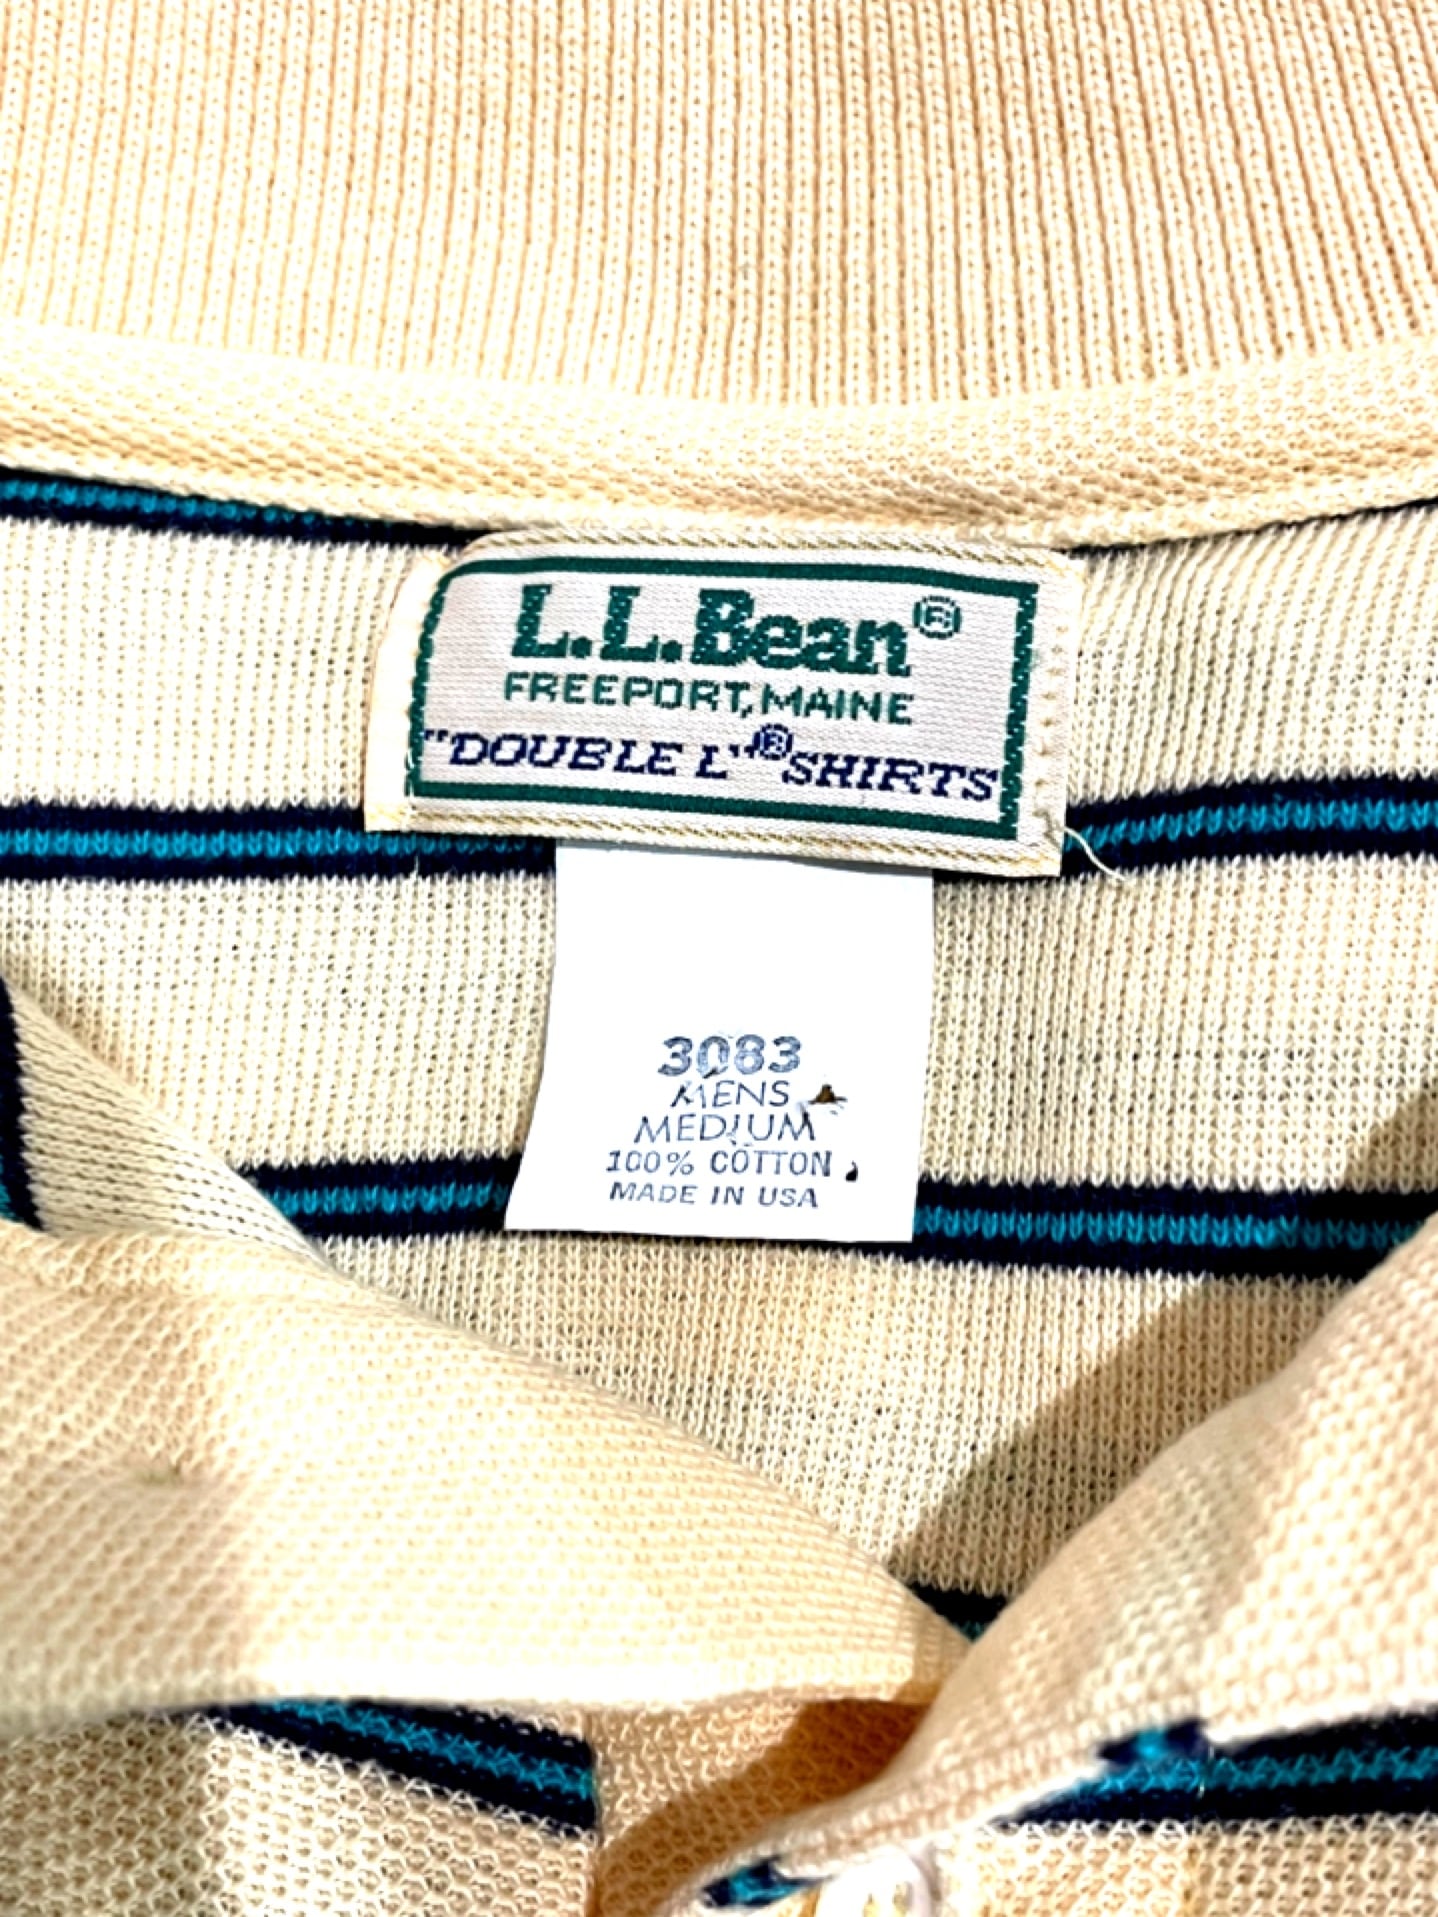 L.L.Bean®
FREEPORT, MAINE
"DOUBLE L"® SHIRTS
3083
MENS
MEDIUM
100% COTTON
MADE IN USA